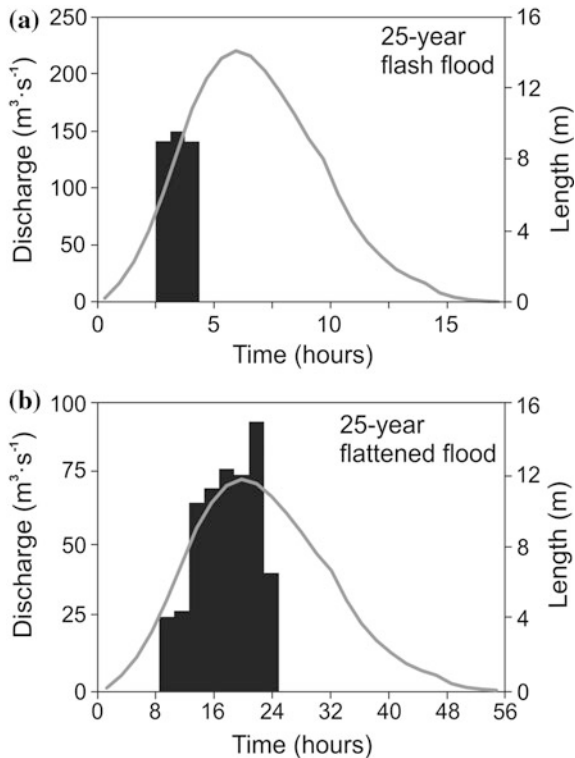 (a)
25-year
flash flood
Discharge (m³·s⁻¹)
250
200
150
100
50
0
Length (m)
16
12
8
4
0
0 5 10 15
Time (hours)
(b)
25-year
flattened flood
Discharge (m³·s⁻¹)
100
75
50
25
0
Length (m)
16
12
8
4
0
0 8 16 24 32 40 48 56
Time (hours)